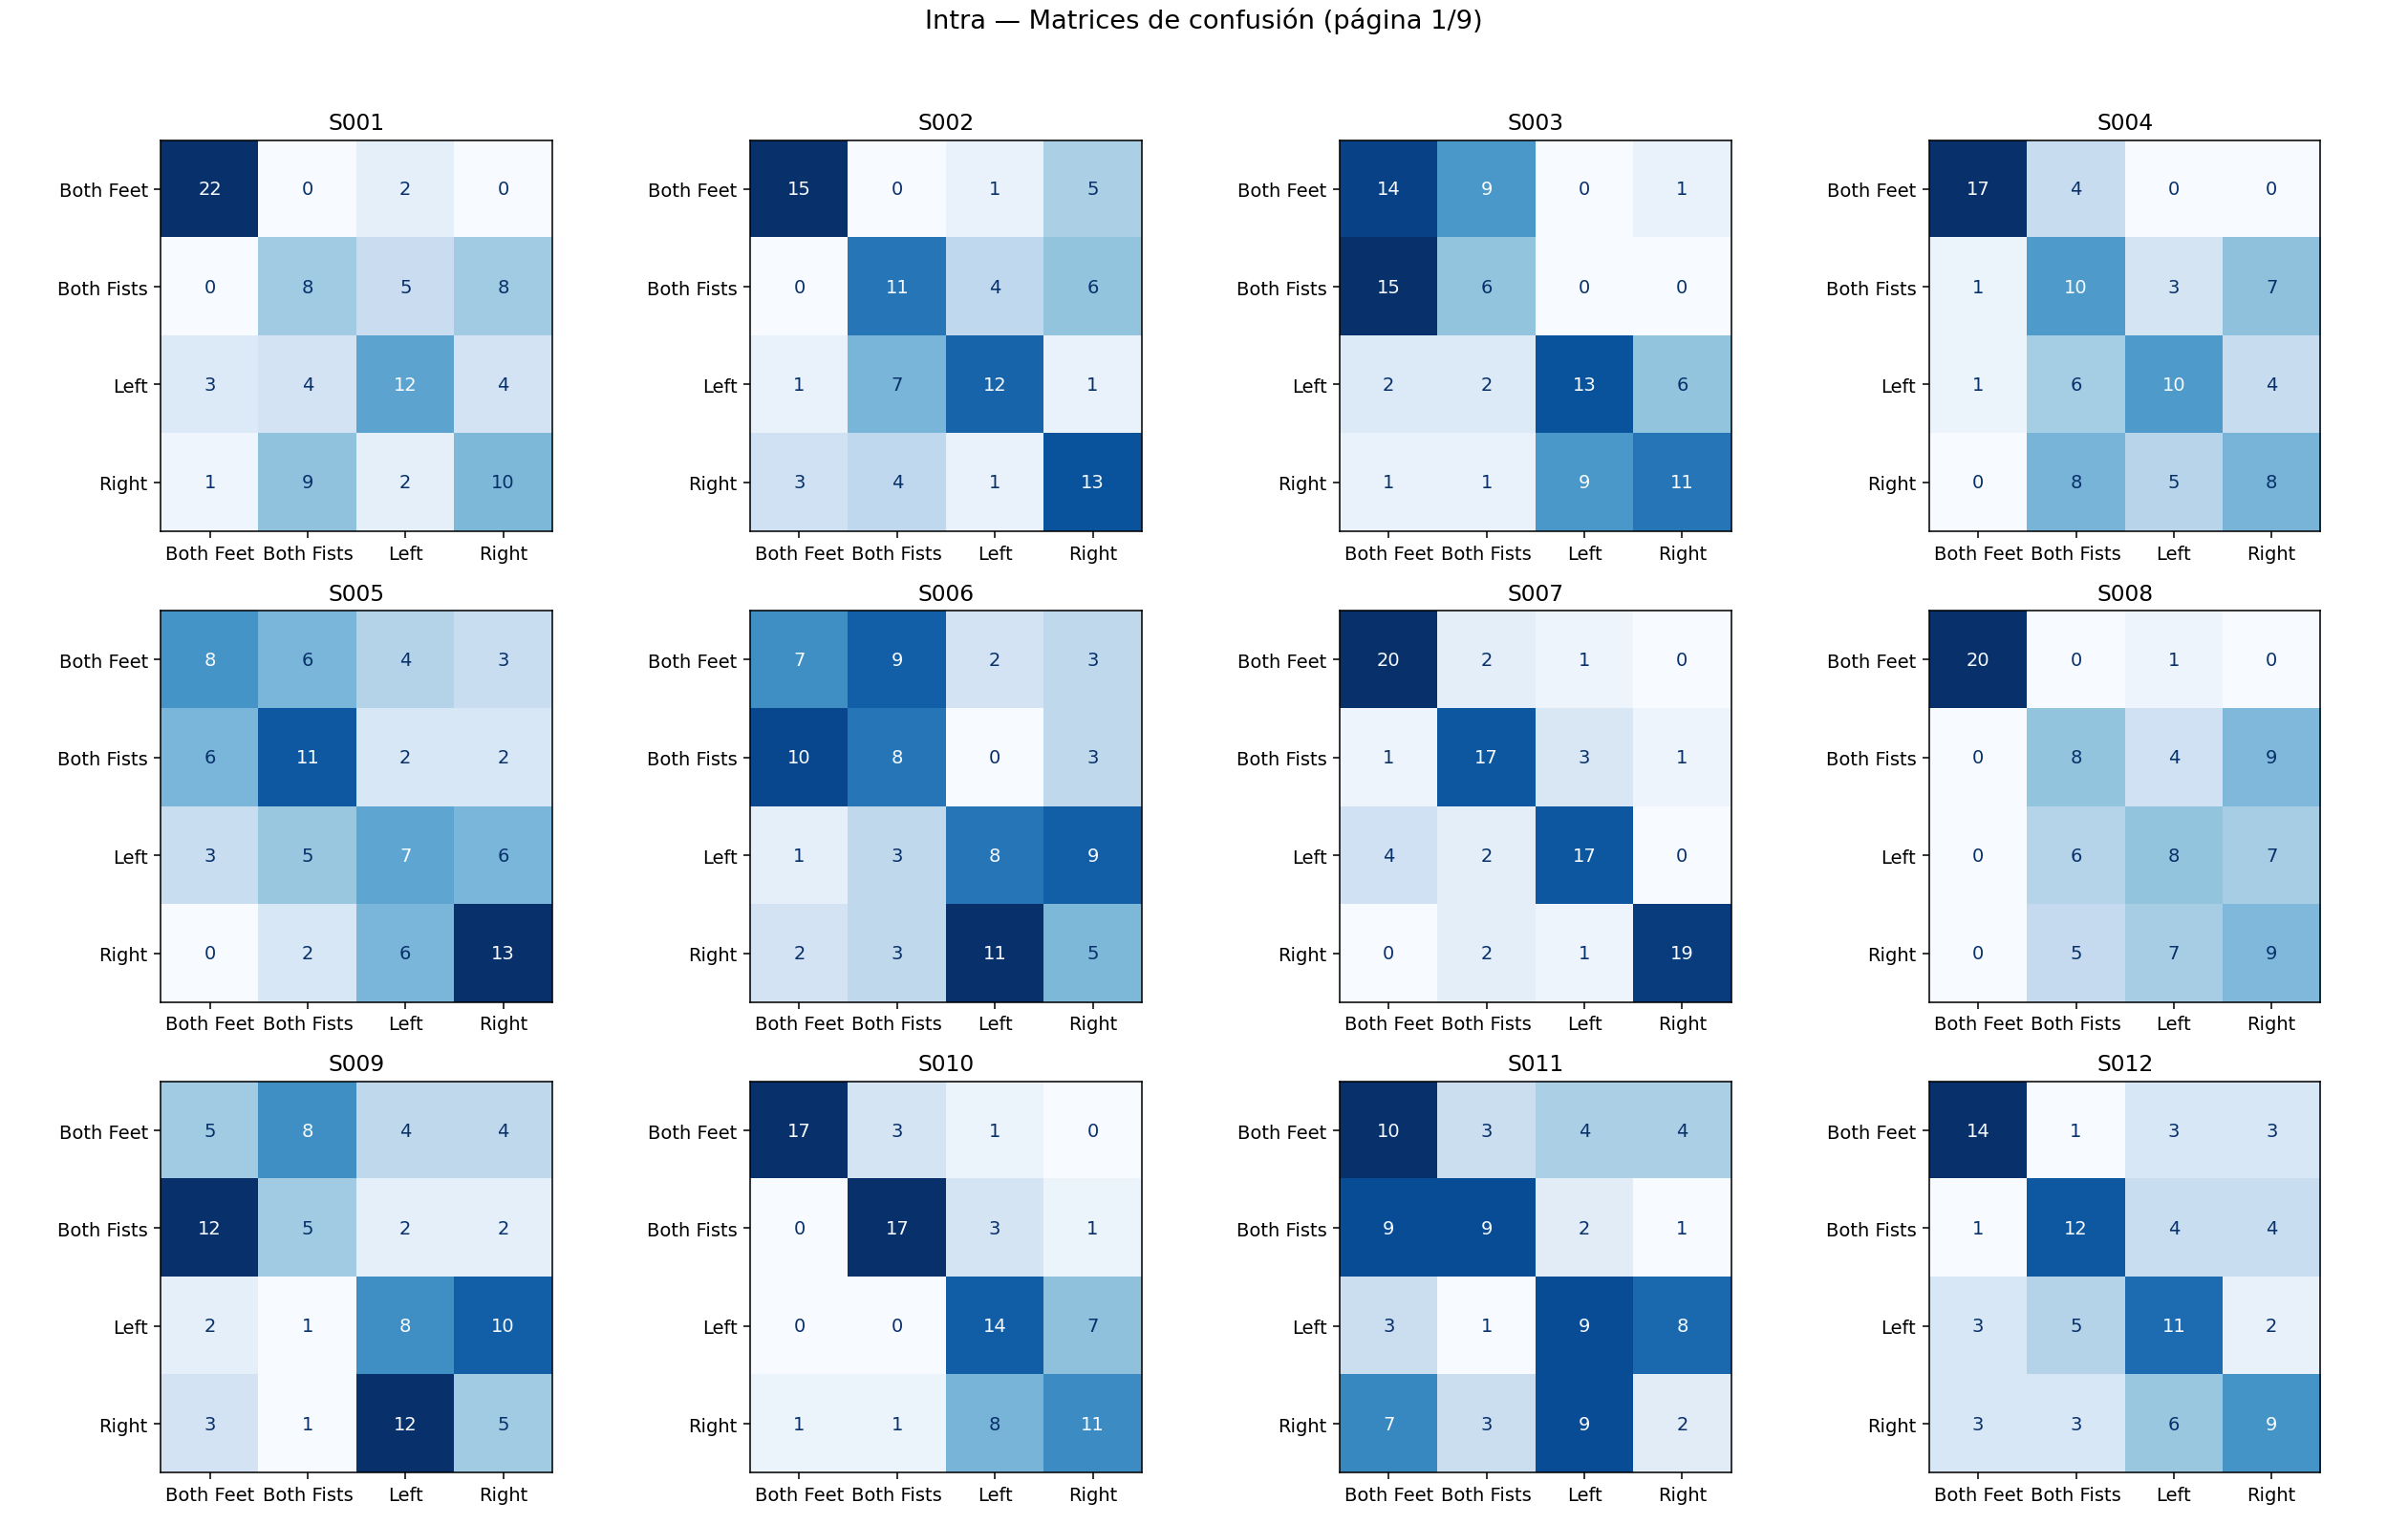 Intra — Matrices de confusión (página 1/9)
S001 S002 S003 S004
Both Feet 22 0 2 0 Both Feet 15 0 1 5 Both Feet 14 9 0 1 Both Feet 17 4 0 0
Both Fists 0 8 5 8 Both Fists 0 11 4 6 Both Fists 15 6 0 0 Both Fists 1 10 3 7
Left 3 4 12 4 Left 1 7 12 1 Left 2 2 13 6 Left 1 6 10 4
Right 1 9 2 10 Right 3 4 1 13 Right 1 1 9 11 Right 0 8 5 8
Both Feet Both Fists Left Right Both Feet Both Fists Left Right Both Feet Both Fists Left Right Both Feet Both Fists Left Right
S005 S006 S007 S008
Both Feet 8 6 4 3 Both Feet 7 9 2 3 Both Feet 20 2 1 0 Both Feet 20 0 1 0
Both Fists 6 11 2 2 Both Fists 10 8 0 3 Both Fists 1 17 3 1 Both Fists 0 8 4 9
Left 3 5 7 6 Left 1 3 8 9 Left 4 2 17 0 Left 0 6 8 7
Right 0 2 6 13 Right 2 3 11 5 Right 0 2 1 19 Right 0 5 7 9
Both Feet Both Fists Left Right Both Feet Both Fists Left Right Both Feet Both Fists Left Right Both Feet Both Fists Left Right
S009 S010 S011 S012
Both Feet 5 8 4 4 Both Feet 17 3 1 0 Both Feet 10 3 4 4 Both Feet 14 1 3 3
Both Fists 12 5 2 2 Both Fists 0 17 3 1 Both Fists 9 9 2 1 Both Fists 1 12 4 4
Left 2 1 8 10 Left 0 0 14 7 Left 3 1 9 8 Left 3 5 11 2
Right 3 1 12 5 Right 1 1 8 11 Right 7 3 9 2 Right 3 3 6 9
Both Feet Both Fists Left Right Both Feet Both Fists Left Right Both Feet Both Fists Left Right Both Feet Both Fists Left Right